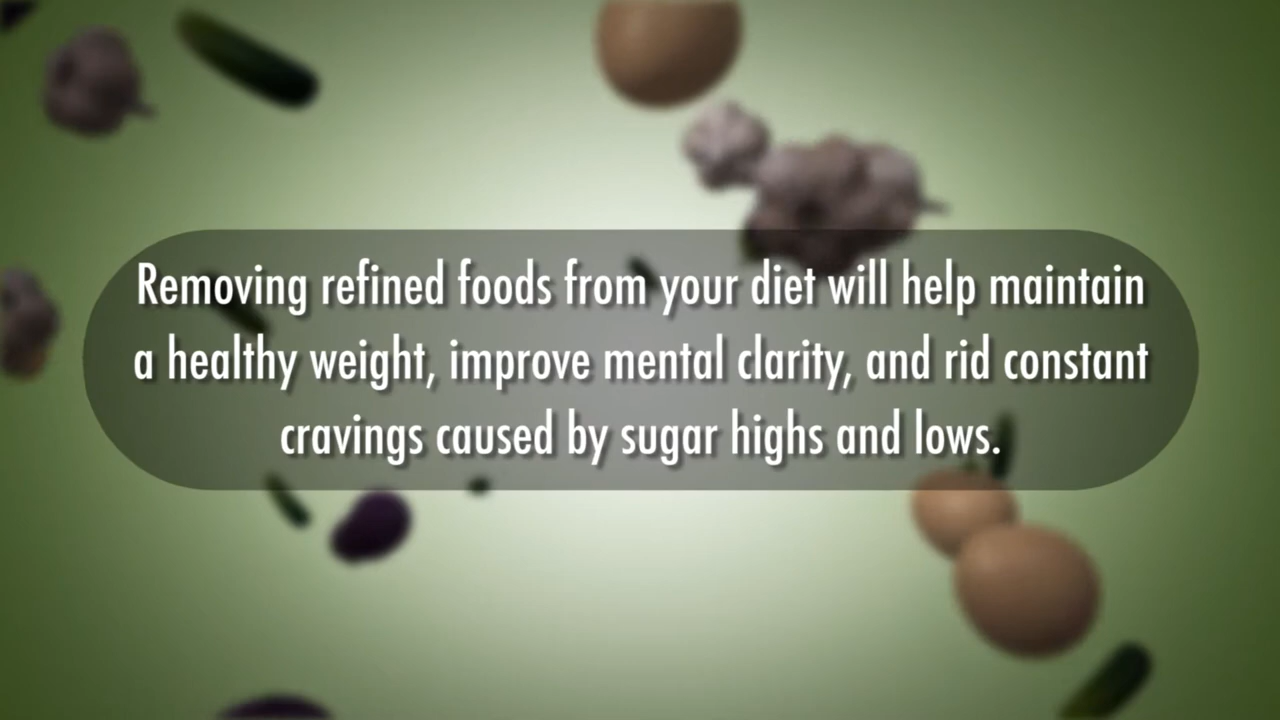 Removing refined foods from your diet will help maintain
a healthy weight, improve mental clarity, and rid constant
cravings caused by sugar highs and lows.